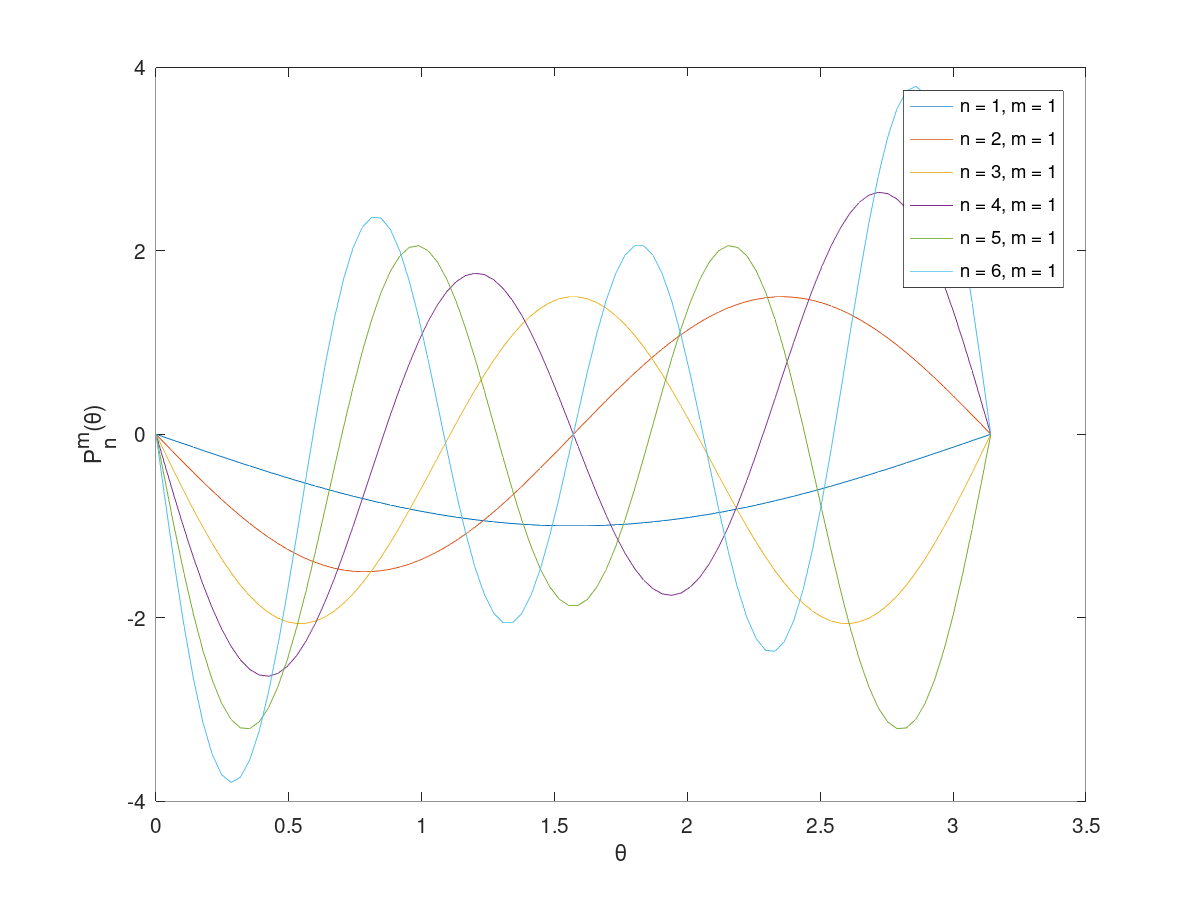 4
2
0
-2
-4
P_n^m(θ)
0
0.5
1
1.5
2
2.5
3
3.5
θ
n = 1, m = 1
n = 2, m = 1
n = 3, m = 1
n = 4, m = 1
n = 5, m = 1
n = 6, m = 1